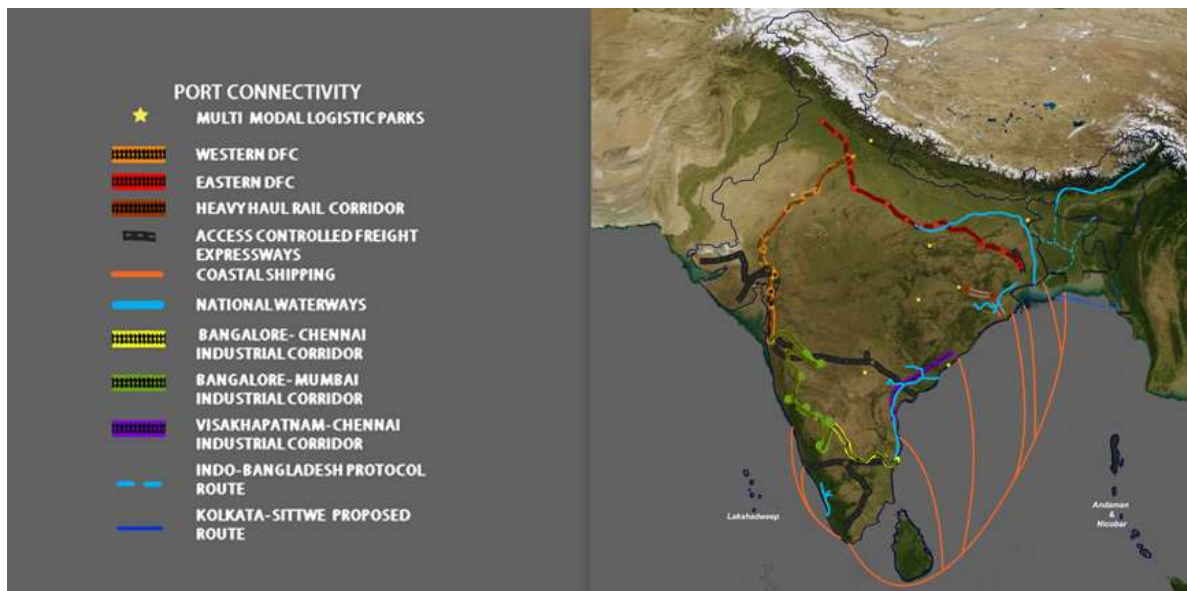 PORT CONNECTIVITY
MULTI MODAL LOGISTIC PARKS
WESTERN DFC
EASTERN DFC
HEAVY HAUL RAIL CORRIDOR
ACCESS CONTROLLED FREIGHT
EXPRESSWAYS
COASTAL SHIPPING
NATIONAL WATERWAYS
BANGALORE- CHENNAI
INDUSTRIAL CORRIDOR
BANGALORE- MUMBAI
INDUSTRIAL CORRIDOR
VISAKHAPATNAM-CHENNAI
INDUSTRIAL CORRIDOR
INDO-BANGLADESH PROTOCOL
ROUTE
KOLKATA-SITTWE PROPOSED
ROUTE
Lakshadweep
Andaman
&
Nicobar